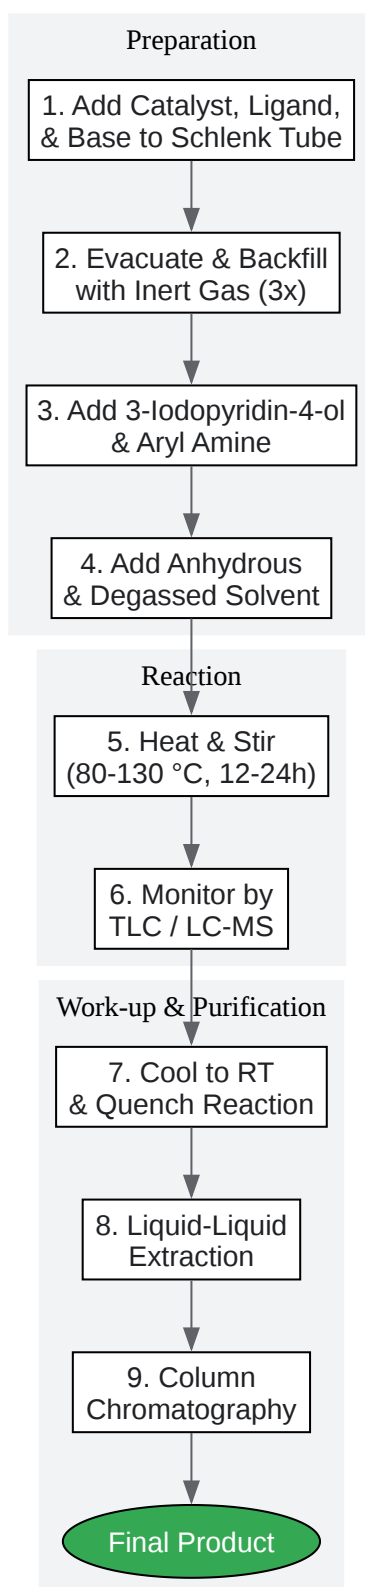 Preparation
1. Add Catalyst, Ligand,
& Base to Schlenk Tube
2. Evacuate & Backfill
with Inert Gas (3x)
3. Add 3-Iodopyridin-4-ol
& Aryl Amine
4. Add Anhydrous
& Degassed Solvent
Reaction
5. Heat & Stir
(80-130 °C, 12-24h)
6. Monitor by
TLC / LC-MS
Work-up & Purification
7. Cool to RT
& Quench Reaction
8. Liquid-Liquid
Extraction
9. Column
Chromatography
Final Product